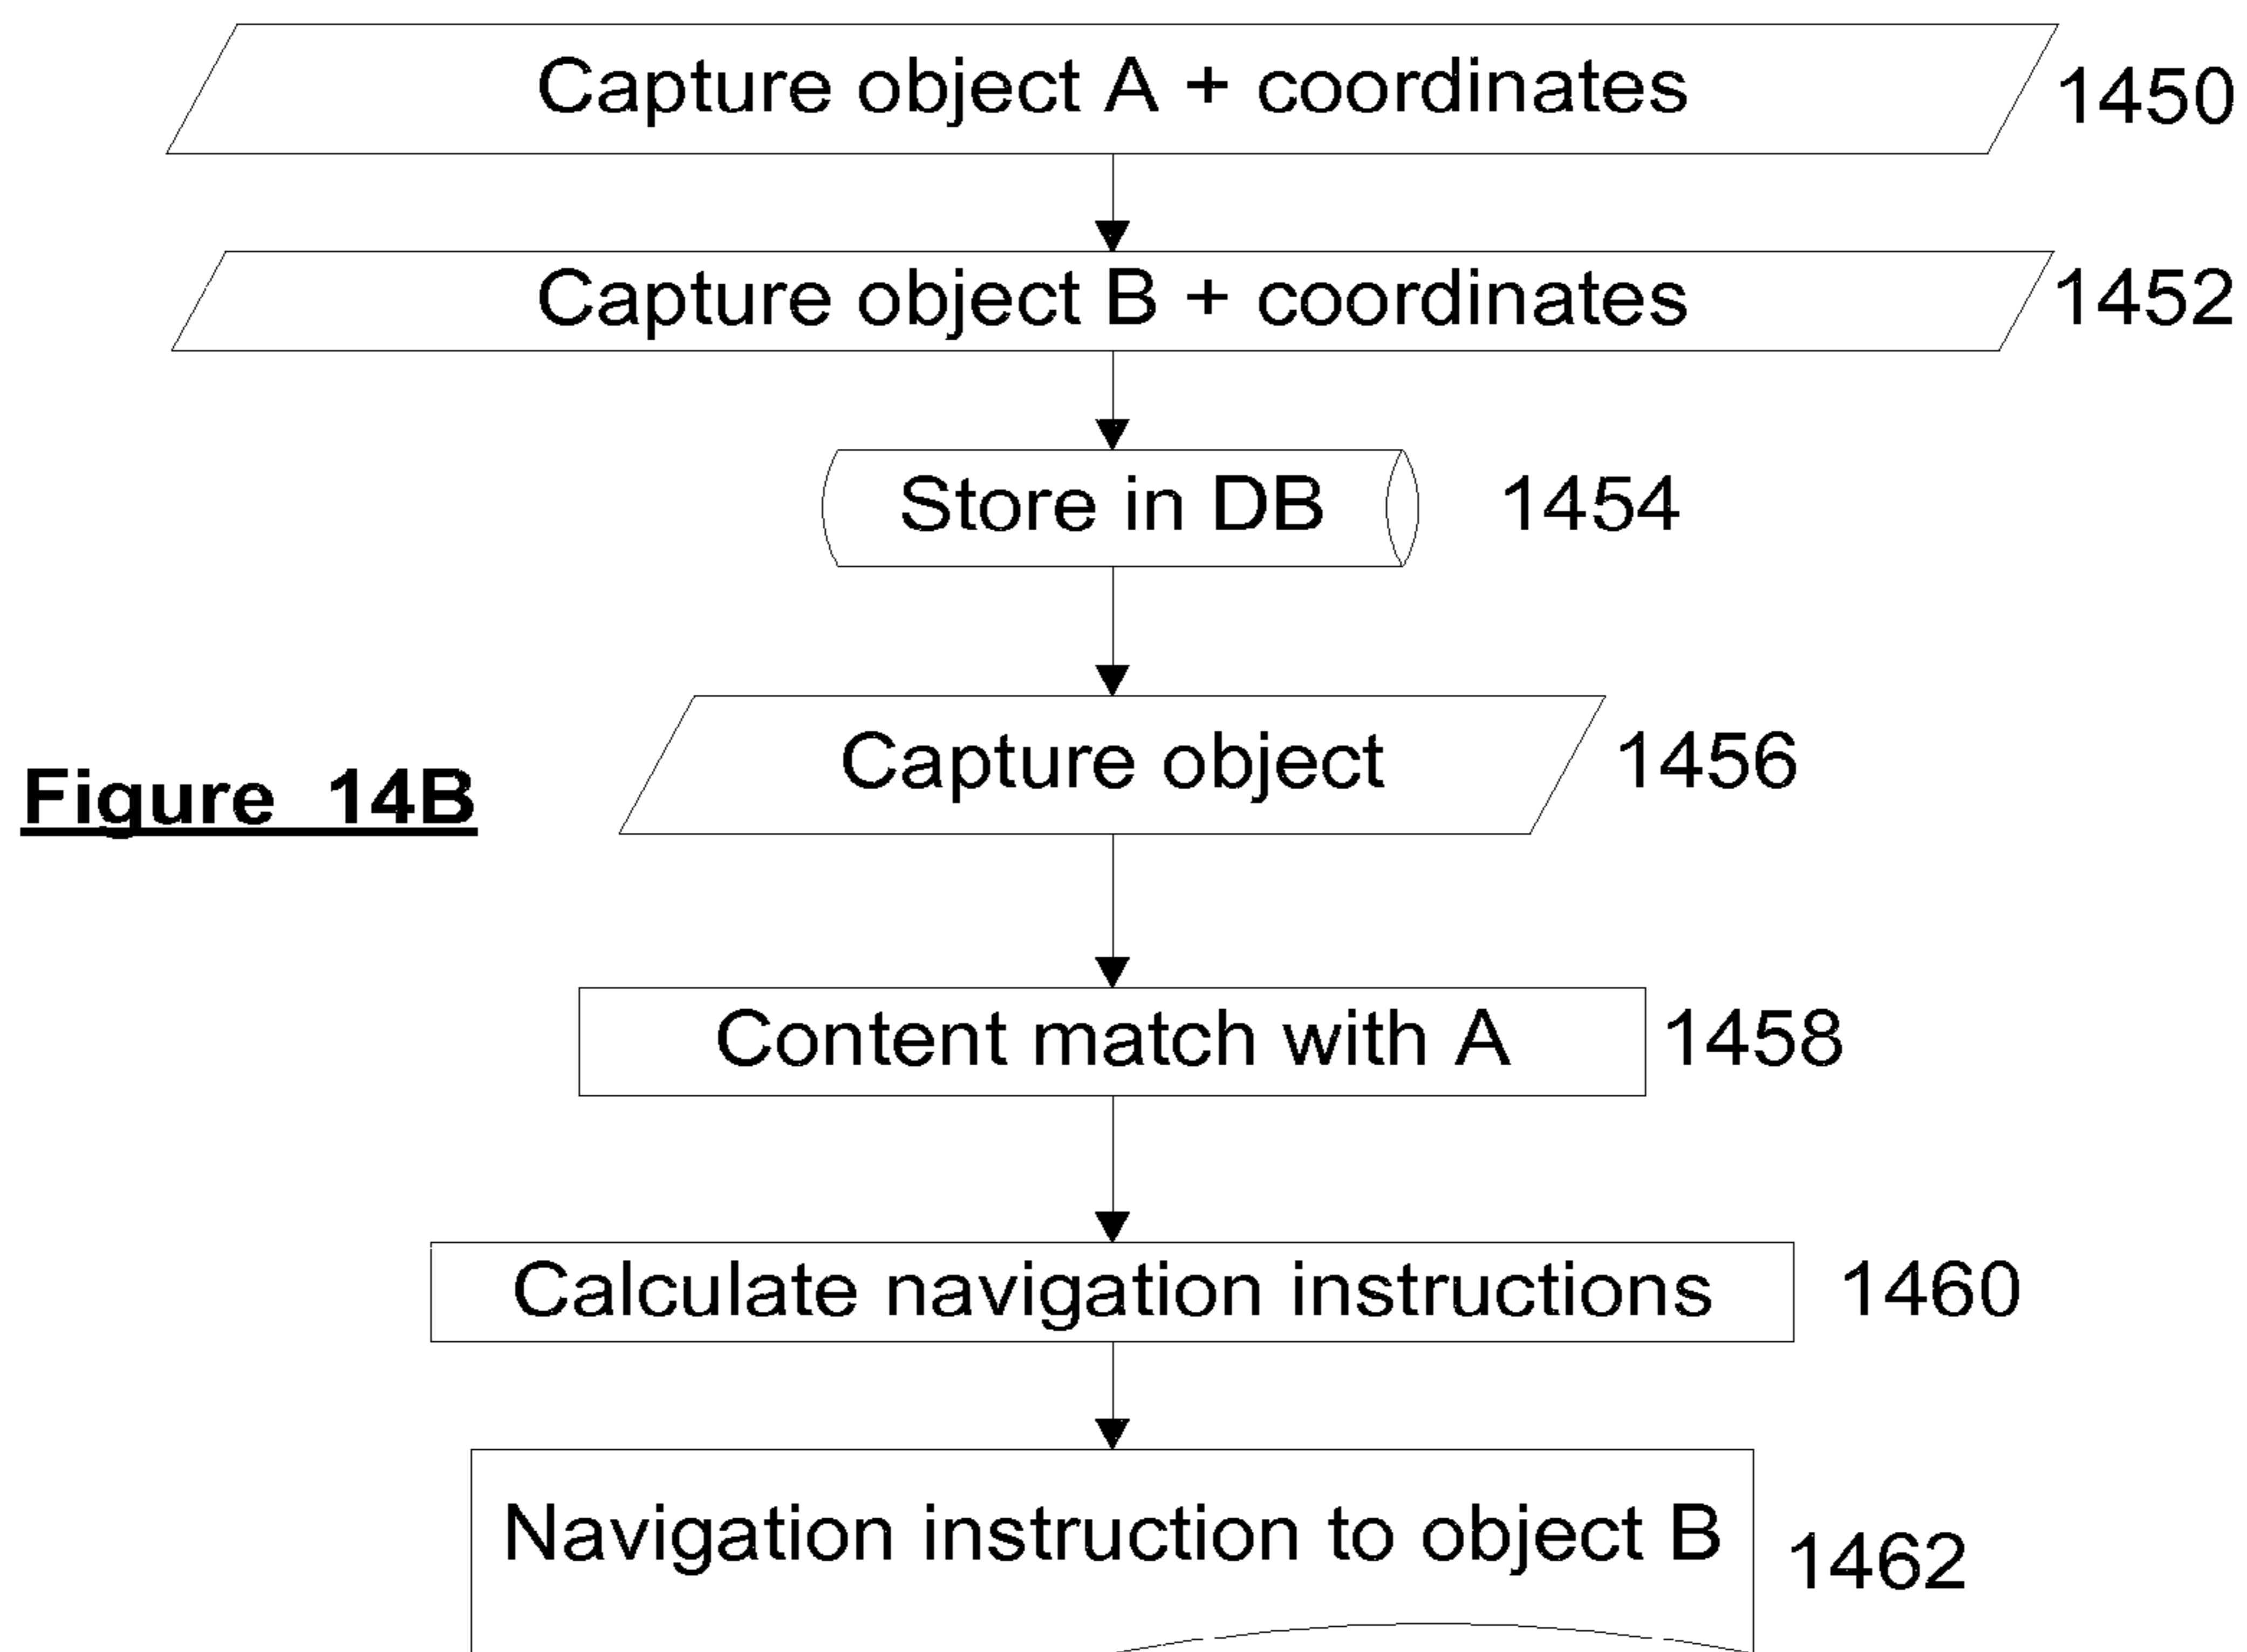 Capture object A + coordinates 1450
Capture object B + coordinates 1452
Store in DB 1454
Capture object 1456
Figure 14B
Content match with A 1458
Calculate navigation instructions 1460
Navigation instruction to object B 1462